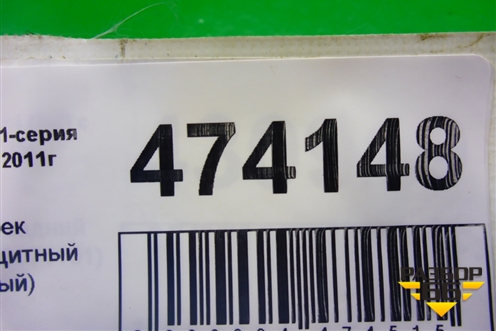 1-серия
2011г
474148
ек
щитный
ый)
РАЗБОР